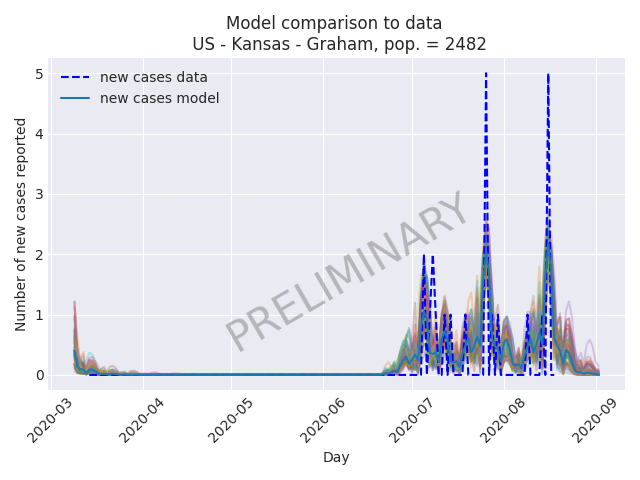 Model comparison to data
US - Kansas - Graham, pop. = 2482
new cases data
new cases model
PRELIMINARY
Number of new cases reported
5
4
3
2
1
0
2020-03
2020-04
2020-05
2020-06
2020-07
2020-08
2020-09
Day